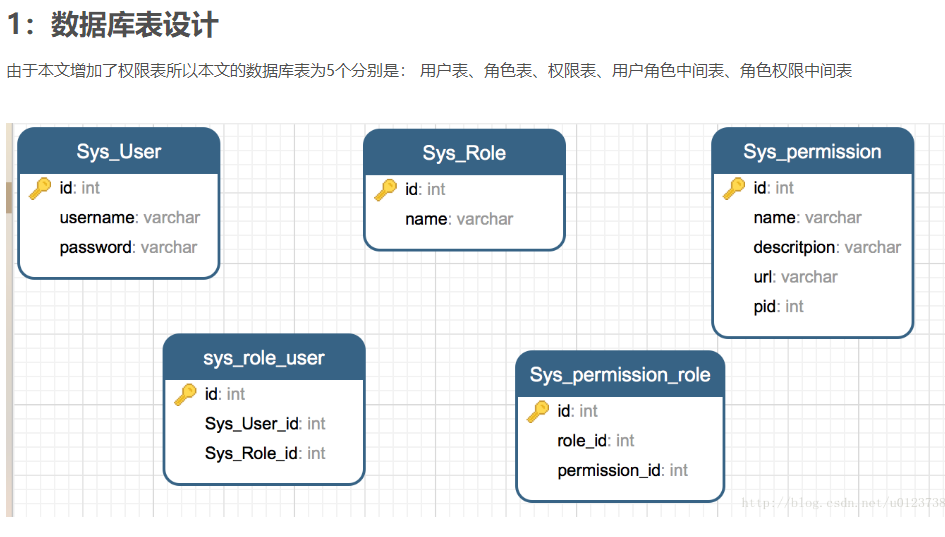 1：数据库表设计
由于本文增加了权限表所以本文的数据库表为5个分别是： 用户表、角色表、权限表、用户角色中间表、角色权限中间表
Sys_User
id: int
username: varchar
password: varchar
Sys_Role
id: int
name: varchar
Sys_permission
id: int
name: varchar
descritpion: varchar
url: varchar
pid: int
sys_role_user
id: int
Sys_User_id: int
Sys_Role_id: int
Sys_permission_role
id: int
role_id: int
permission_id: int
http://blog.csdn.net/u0123738